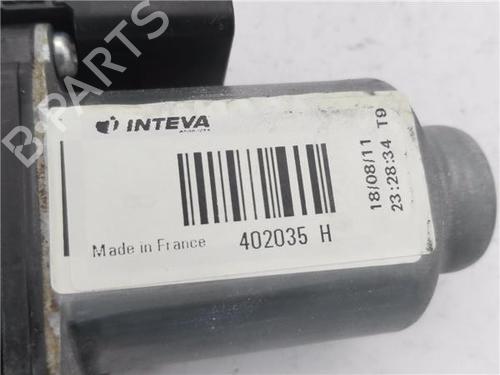 INTEVA
Made in France
402035 H
18/08/11 T9
23:28:34
B-PARTS